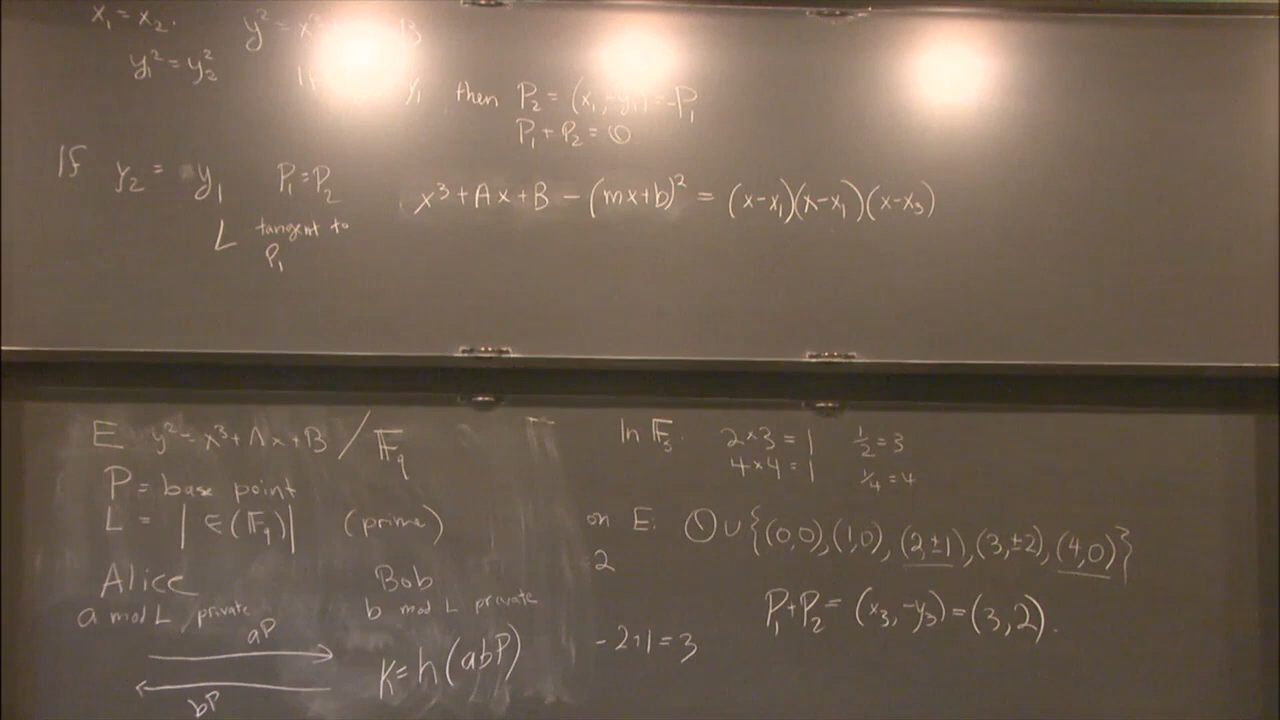 x₁ = x₂.
y₁² = y₂²
y² = x³ B
If y₁ then P₂ = (x₁, -y₁) = -P₁
P₁ + P₂ = O
If y₂ = y₁ P₁ = P₂
L tangent to
P₁
x³ + Ax + B - (mx+b)² = (x-x₁)(x-x₁)(x-x₃)
E y² = x³ + Ax + B / 𝔽_q
P = base point
L = |E(𝔽_q)| (prime)
Alice Bob
a mod L private b mod L private
aP
bP
K = h(abP)
In 𝔽₅. 2×3 = 1 ½ = 3
4×4 = 1 ¼ = 4
on E: O ∪ {(0,0), (1,0), (2,±1), (3,±2), (4,0)}
=2
P₁+P₂ = (x₃, -y₃) = (3,2).
-2+1 = 3